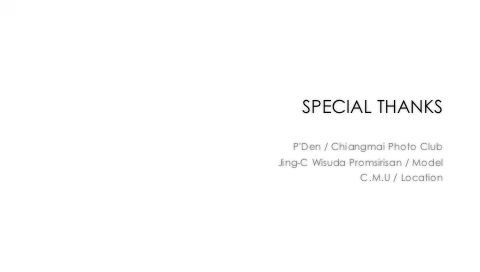 SPECIAL THANKS
P'Den / Chiangmai Photo Club
Jing-C Wisuda Promsirisan / Model
C.M.U / Location